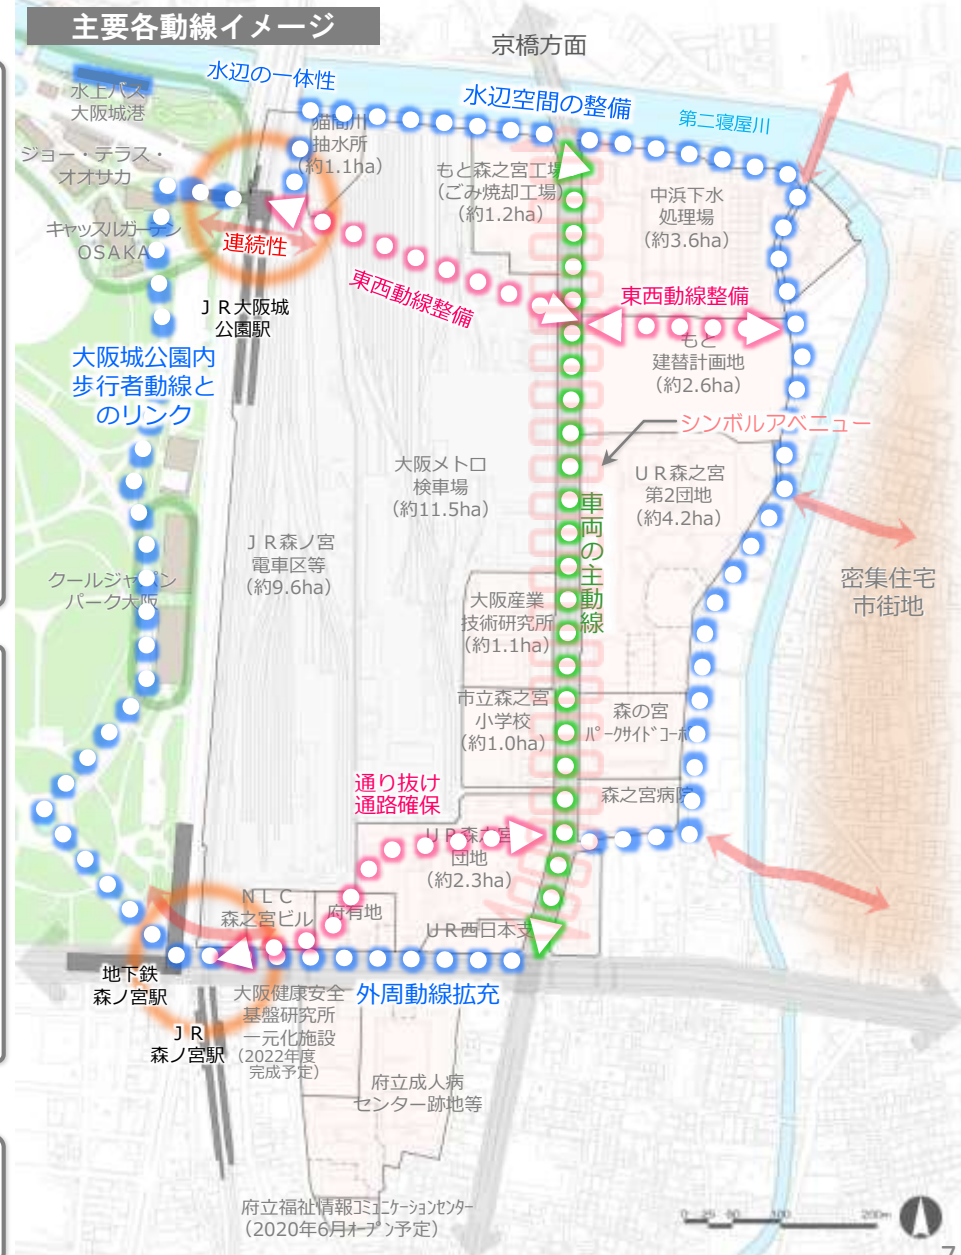 主要各動線イメージ
京橋方面
水辺の一体性
水辺空間の整備
水上バス
大阪城港
第二寝屋川
猫間川
抽水所
(約1.1ha)
ジョー・テラス・
オオサカ
もと森之宮工場
(ごみ焼却工場)
(約1.2ha)
中浜下水
処理場
(約3.6ha)
キャッスルガーデン
OSAKA
連続性
東西動線整備
東西動線整備
ＪＲ大阪城
公園駅
もと
建替計画地
(約2.6ha)
大阪城公園内
歩行者動線と
のリンク
シンボルアベニュー
大阪メトロ
検車場
(約11.5ha)
ＵＲ森之宮
第2団地
(約4.2ha)
車両の主動線
ＪＲ森ノ宮
電車区等
(約9.6ha)
クールジャパン
パーク大阪
密集住宅
市街地
大阪産業
技術研究所
(約1.1ha)
市立森之宮
小学校
(約1.0ha)
森の宮
パークサイドコーポ
通り抜け
通路確保
森之宮病院
ＵＲ森之宮
団地
(約2.3ha)
ＮＬＣ
森之宮ビル
府有地
ＵＲ西日本支
地下鉄
森ノ宮駅
大阪健康安全
基盤研究所
一元化施設
(2022年度
完成予定)
外周動線拡充
ＪＲ
森ノ宮駅
府立成人病
センター跡地等
府立福祉情報コミュニケーションセンター
(2020年6月オープン予定)
0 25 50 100 200m
7